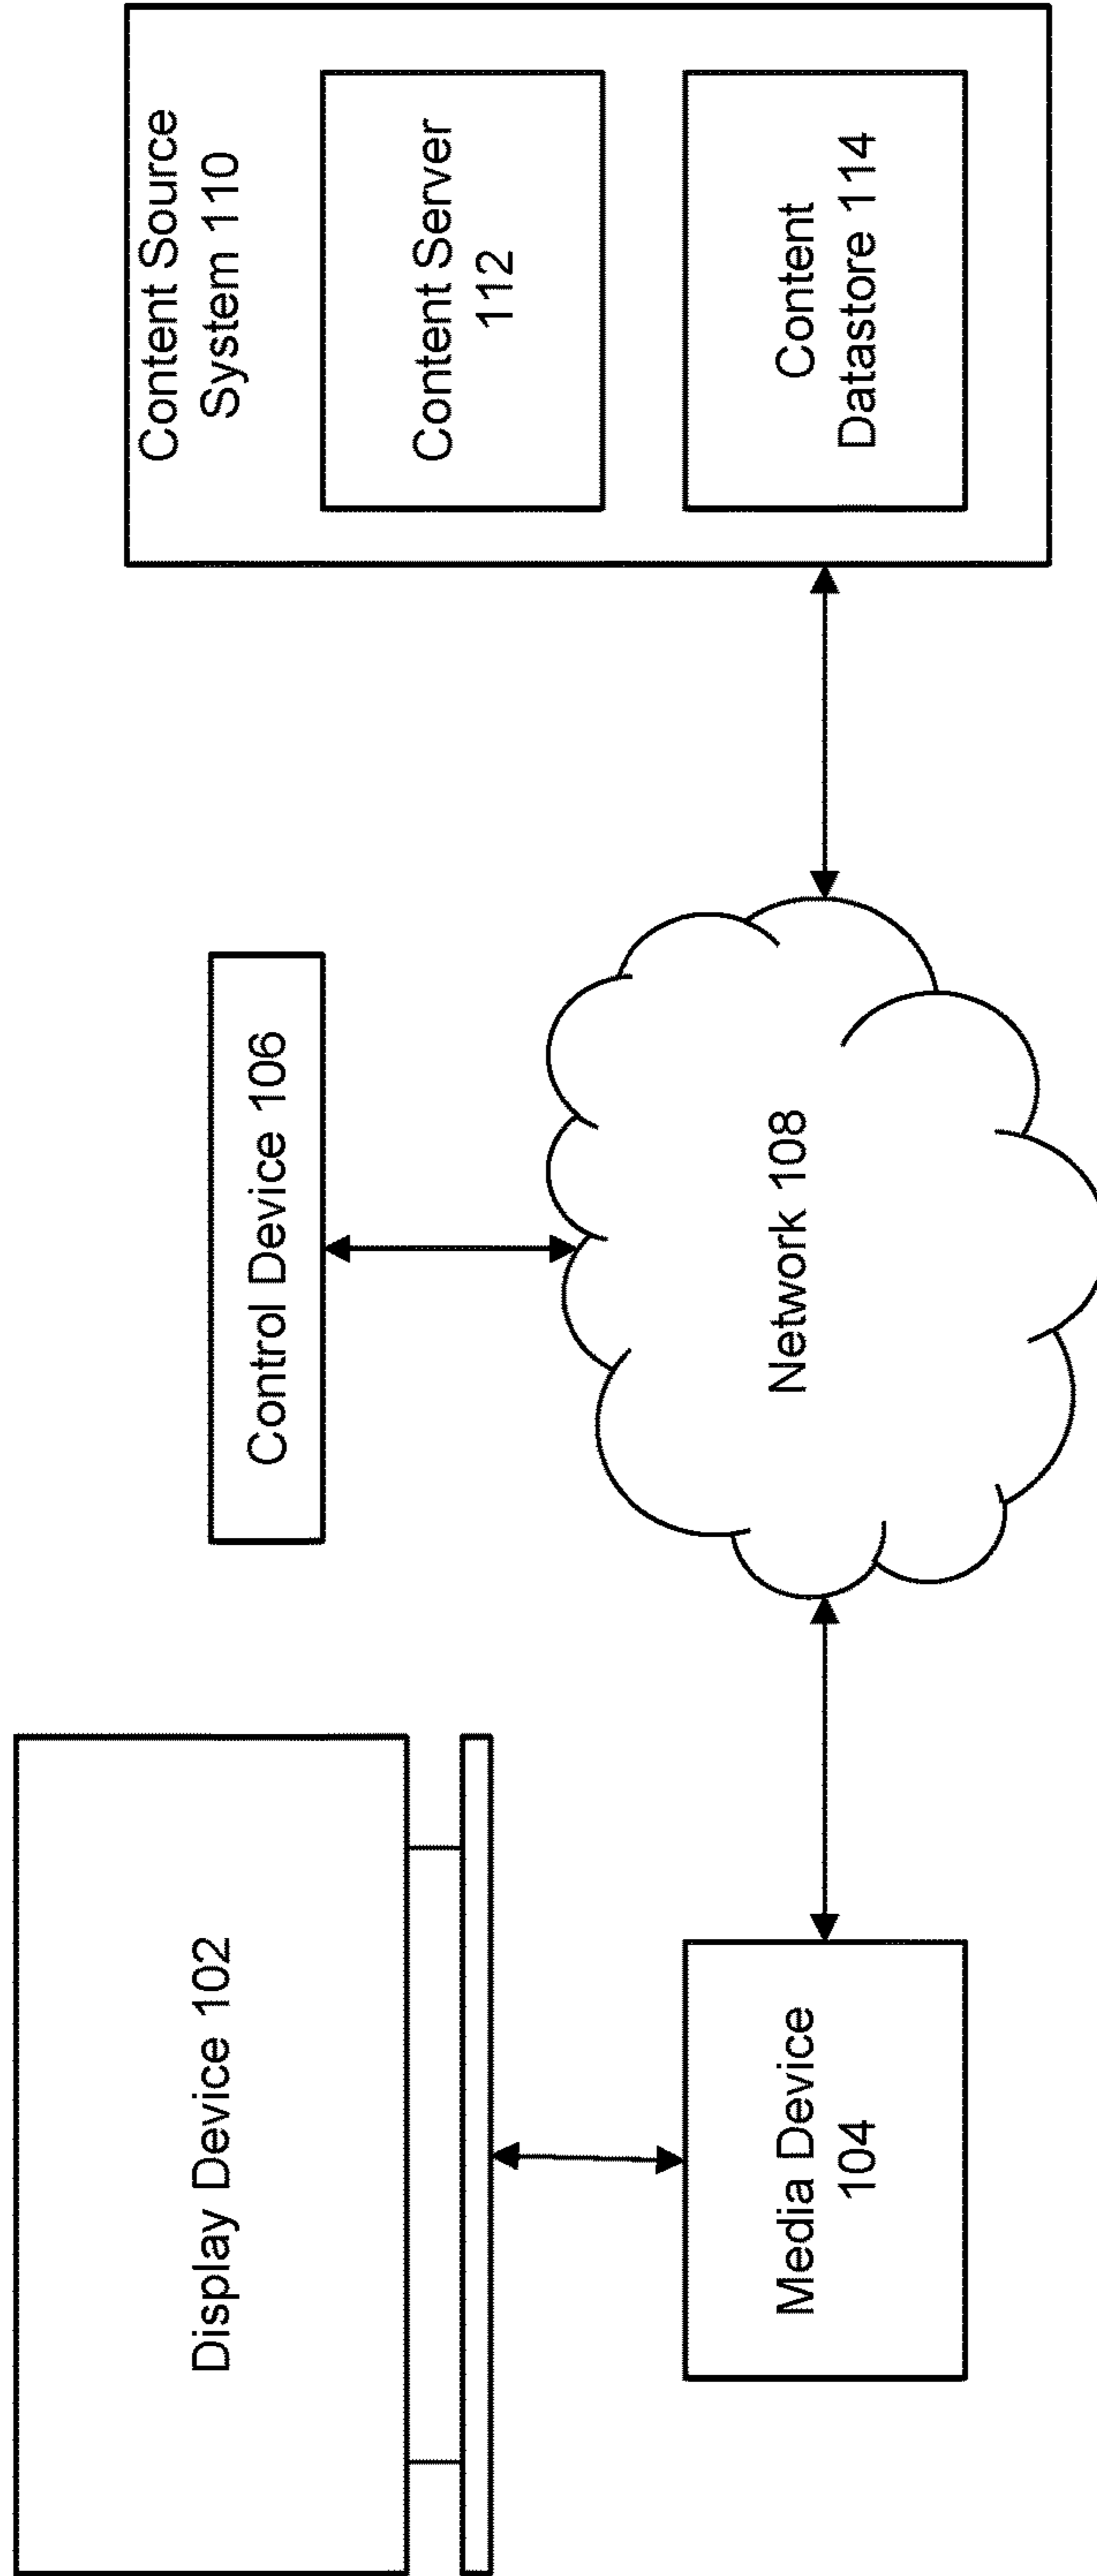 Display Device 102
Media Device
104
Control Device 106
Network 108
Content Source
System 110
Content Server
112
Content
Datastore 114